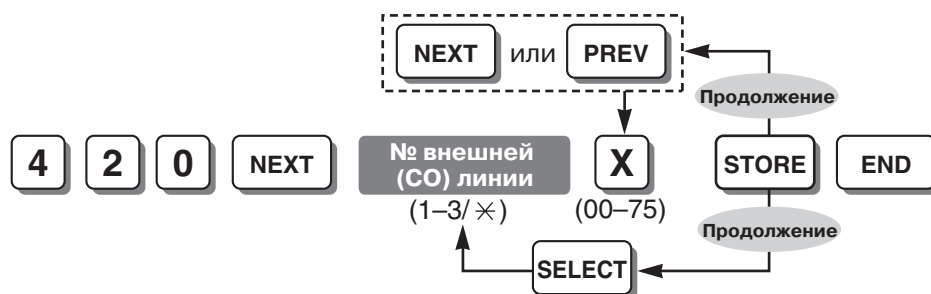 NEXT или PREV
Продолжение
4 2 0 NEXT № внешней (CO) линии X STORE END
(1–3/ ✳) (00–75)
Продолжение
SELECT